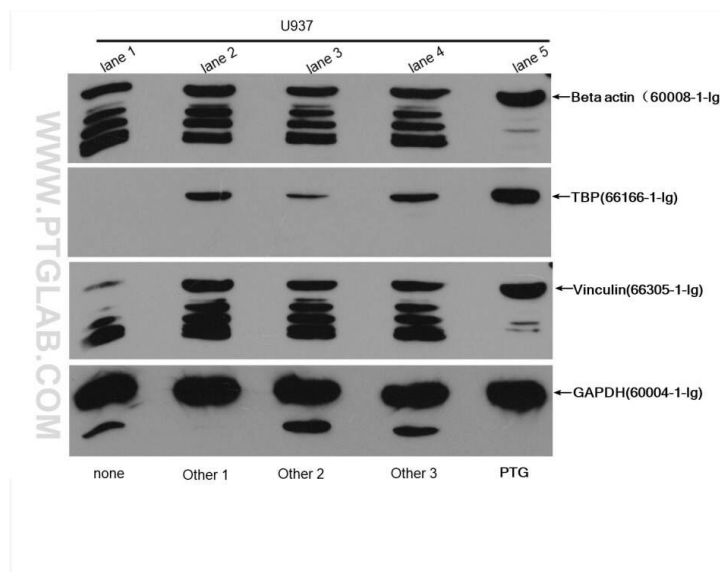 U937
lane 1 lane 2 lane 3 lane 4 lane 5
Beta actin（60008-1-Ig
TBP(66166-1-Ig)
Vinculin(66305-1-Ig)
GAPDH(60004-1-Ig)
none Other 1 Other 2 Other 3 PTG
WWW.PTGLAB.COM